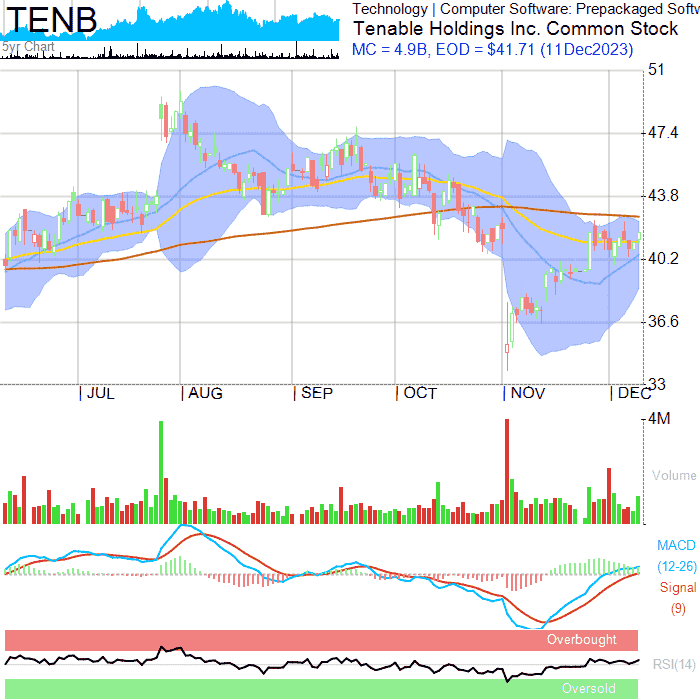 TENB
5yr Chart
Technology | Computer Software: Prepackaged Softw
Tenable Holdings Inc. Common Stock
MC = 4.9B, EOD = $41.71 (11Dec2023)
51
47.4
43.8
40.2
36.6
33
| JUL | AUG | SEP | OCT | NOV | DEC
4M
Volume
MACD
(12-26)
Signal
(9)
Overbought
RSI(14)
Oversold